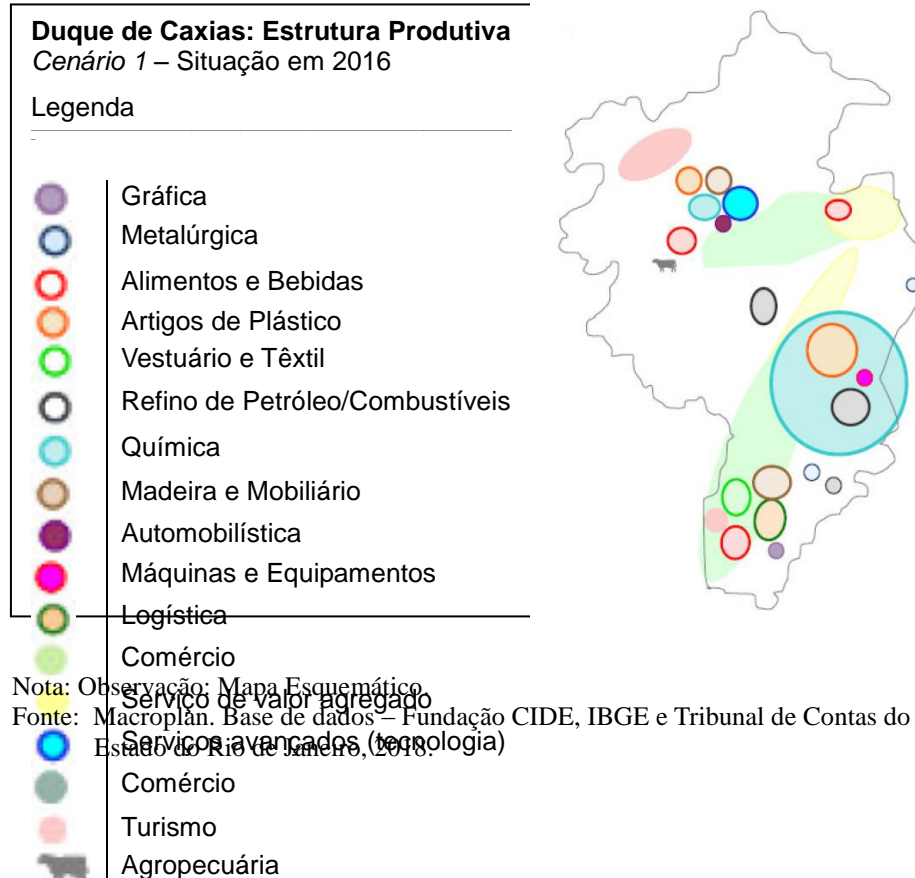 Duque de Caxias: Estrutura Produtiva
Cenário 1 – Situação em 2016
Legenda
Gráfica
Metalúrgica
Alimentos e Bebidas
Artigos de Plástico
Vestuário e Têxtil
Refino de Petróleo/Combustíveis
Química
Madeira e Mobiliário
Automobilística
Máquinas e Equipamentos
Logística
Comércio
Nota: Observação: Mapa Esquemático.
Serviço de valor agregado
Fonte: Macroplan. Base de dados – Fundação CIDE, IBGE e Tribunal de Contas do
Serviços avançados (tecnologia)
Estado do Rio de Janeiro, 2018.
Comércio
Turismo
Agropecuária